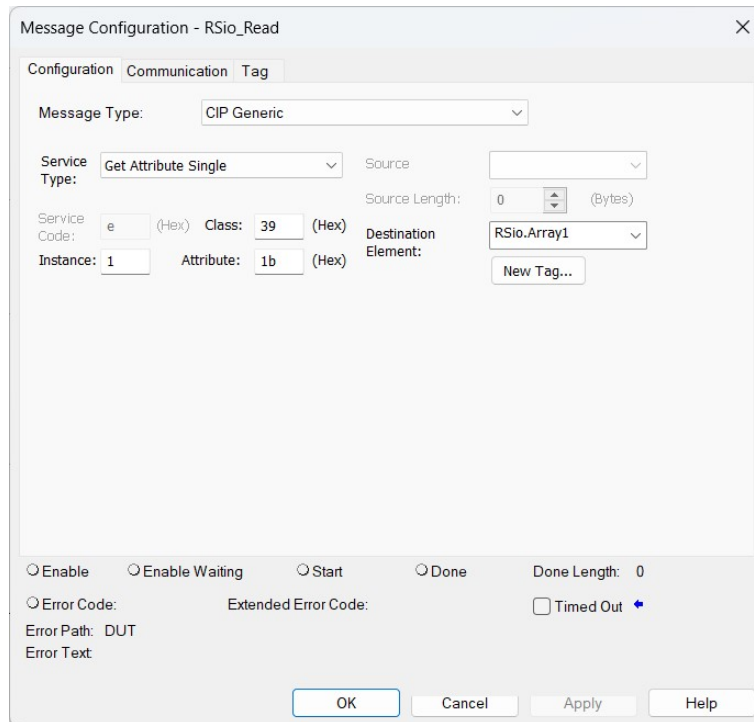 Message Configuration - RSio_Read
Configuration Communication Tag
Message Type: CIP Generic
Service Type: Get Attribute Single
Source
Source Length: 0 (Bytes)
Service Code: e (Hex) Class: 39 (Hex)
Destination Element: RSio.Array1
Instance: 1 Attribute: 1b (Hex)
New Tag...
Enable Enable Waiting Start Done Done Length: 0
Error Code: Extended Error Code: Timed Out
Error Path: DUT
Error Text:
OK Cancel Apply Help